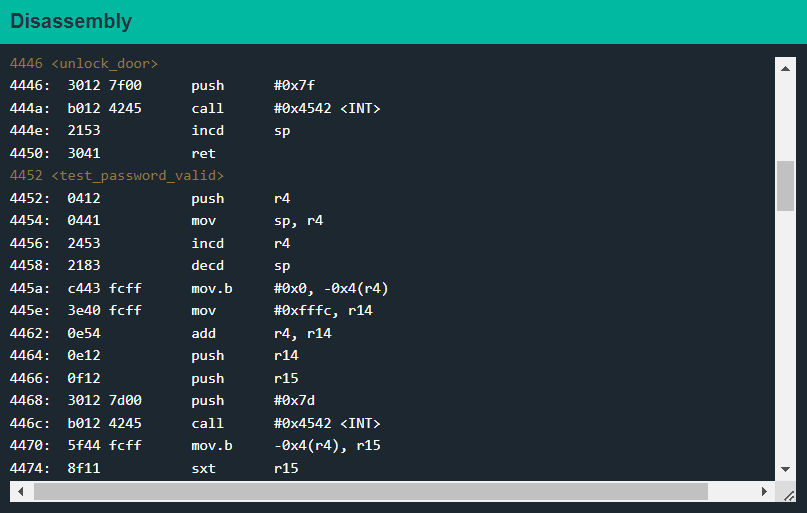 Disassembly
4446 <unlock_door>
4446: 3012 7f00 push #0x7f
444a: b012 4245 call #0x4542 <INT>
444e: 2153 incd sp
4450: 3041 ret
4452 <test_password_valid>
4452: 0412 push r4
4454: 0441 mov sp, r4
4456: 2453 incd r4
4458: 2183 decd sp
445a: c443 fcff mov.b #0x0, -0x4(r4)
445e: 3e40 fcff mov #0xfffc, r14
4462: 0e54 add r4, r14
4464: 0e12 push r14
4466: 0f12 push r15
4468: 3012 7d00 push #0x7d
446c: b012 4245 call #0x4542 <INT>
4470: 5f44 fcff mov.b -0x4(r4), r15
4474: 8f11 sxt r15